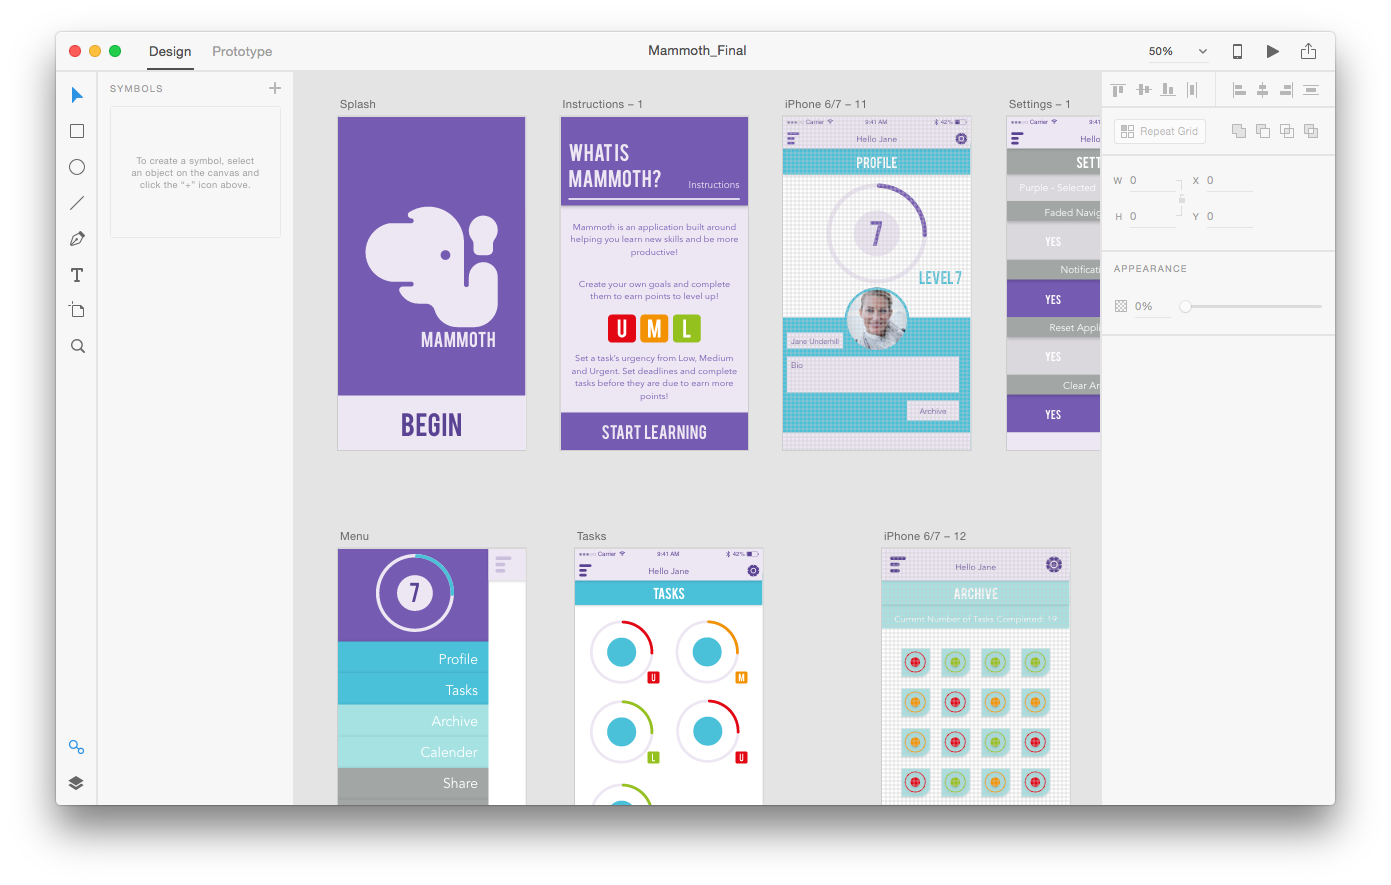 Design
Prototype
Mammoth_Final
50%
SYMBOLS
To create a symbol, select
an object on the canvas and
click the “+” icon above.
Splash
MAMMOTH
BEGIN
Instructions – 1
WHAT IS
MAMMOTH?
Instructions
Mammoth is an application built around
helping you learn new skills and be more
productive!
Create your own goals and complete
them to earn points to level up!
U M L
Set a task's urgency from Low, Medium
and Urgent. Set deadlines and complete
tasks before they are due to earn more
points!
START LEARNING
iPhone 6/7 – 11
Carrier 9:41 AM 42%
Hello Jane
PROFILE
7
LEVEL 7
Jane Underhill
Bio
Archive
Settings – 1
Carrier 9:4
Hello
SETT
Purple - Selected
Faded Navig
YES
Notificati
YES
Reset Appli
YES
Clear Ar
YES
Repeat Grid
W 0 X 0
H 0 Y 0
APPEARANCE
0%
Menu
7
Profile
Tasks
Archive
Calender
Share
Tasks
Carrier 9:41 AM 42%
Hello Jane
TASKS
U
M
L
U
iPhone 6/7 – 12
Hello Jane
ARCHIVE
Current Number of Tasks Completed: 19
T